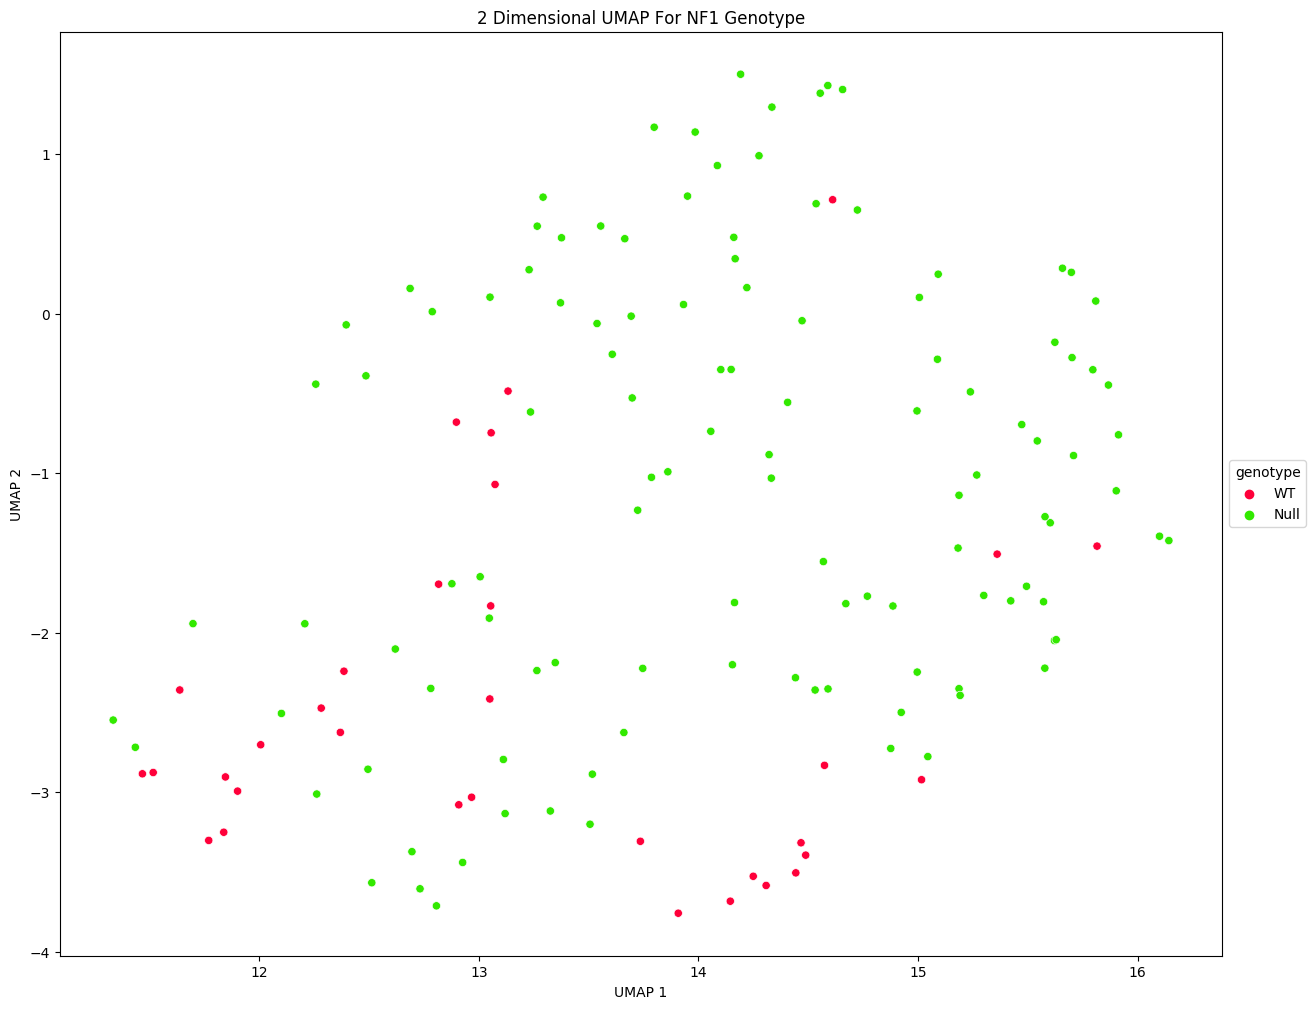 2 Dimensional UMAP For NF1 Genotype
1
0
−1
−2
−3
−4
UMAP 2
12
13
14
15
16
UMAP 1
genotype
WT
Null